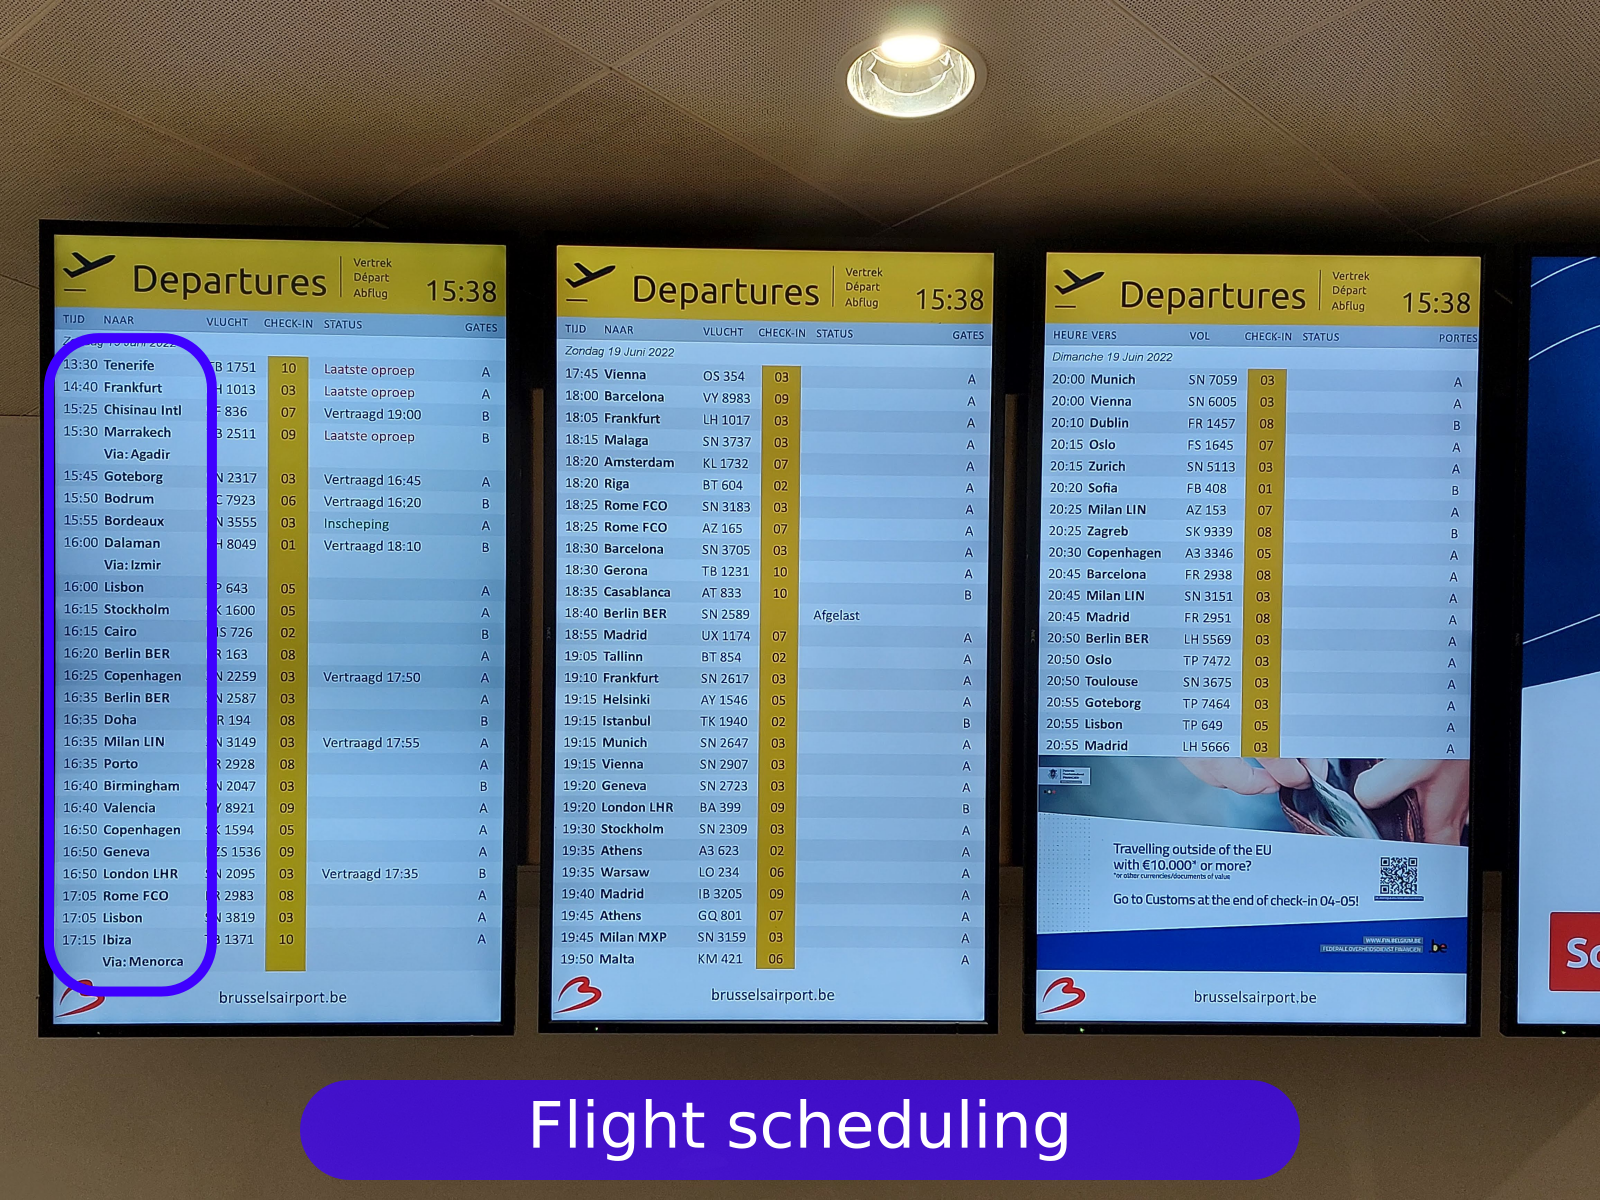 Departures
Vertrek
Départ
Abflug
15:38
TIJD NAAR VLUCHT CHECK-IN STATUS GATES
13:30 Tenerife 1751 10 Laatste oproep A
14:40 Frankfurt 1013 03 Laatste oproep A
15:25 Chisinau Intl 836 07 Vertraagd 19:00 B
15:30 Marrakech 2511 09 Laatste oproep B
Via: Agadir
15:45 Goteborg 2317 03 Vertraagd 16:45 A
15:50 Bodrum 7923 06 Vertraagd 16:20 B
15:55 Bordeaux 3555 03 Inscheping A
16:00 Dalaman 8049 01 Vertraagd 18:10 B
Via: Izmir
16:00 Lisbon 643 05 A
16:15 Stockholm 1600 05 A
16:15 Cairo 726 02 B
16:20 Berlin BER 163 08 A
16:25 Copenhagen 2259 03 Vertraagd 17:50 A
16:35 Berlin BER 2587 03 A
16:35 Doha 194 08 B
16:35 Milan LIN 3149 03 Vertraagd 17:55 A
16:35 Porto 2928 08 A
16:40 Birmingham 2047 03 B
16:40 Valencia 8921 09 A
16:50 Copenhagen 1594 05 A
16:50 Geneva 1536 09 A
16:50 London LHR 2095 03 Vertraagd 17:35 B
17:05 Rome FCO 2983 08 A
17:05 Lisbon 3819 03 A
17:15 Ibiza 1371 10 A
Via: Menorca
brusselsairport.be
Departures
Vertrek
Départ
Abflug
15:38
TIJD NAAR VLUCHT CHECK-IN STATUS GATES
Zondag 19 Juni 2022
17:45 Vienna OS 354 03 A
18:00 Barcelona VY 8983 09 A
18:05 Frankfurt LH 1017 03 A
18:15 Malaga SN 3737 03 A
18:20 Amsterdam KL 1732 07 A
18:20 Riga BT 604 02 A
18:25 Rome FCO SN 3183 03 A
18:25 Rome FCO AZ 165 07 A
18:30 Barcelona SN 3705 03 A
18:30 Gerona TB 1231 10 A
18:35 Casablanca AT 833 10 B
18:40 Berlin BER SN 2589 Afgelast
18:55 Madrid UX 1174 07 A
19:05 Tallinn BT 854 02 A
19:10 Frankfurt SN 2617 03 A
19:15 Helsinki AY 1546 05 A
19:15 Istanbul TK 1940 02 B
19:15 Munich SN 2647 03 A
19:15 Vienna SN 2907 03 A
19:20 Geneva SN 2723 03 A
19:20 London LHR BA 399 09 B
19:30 Stockholm SN 2309 03 A
19:35 Athens A3 623 02 A
19:35 Warsaw LO 234 06 A
19:40 Madrid IB 3205 09 A
19:45 Athens GQ 801 07 A
19:45 Milan MXP SN 3159 03 A
19:50 Malta KM 421 06 A
brusselsairport.be
Departures
Vertrek
Départ
Abflug
15:38
HEURE VERS VOL CHECK-IN STATUS PORTES
Dimanche 19 Juin 2022
20:00 Munich SN 7059 03 A
20:00 Vienna SN 6005 03 A
20:10 Dublin FR 1457 08 B
20:15 Oslo FS 1645 07 A
20:15 Zurich SN 5113 03 A
20:20 Sofia FB 408 01 B
20:25 Milan LIN AZ 153 07 A
20:25 Zagreb SK 9339 08 B
20:30 Copenhagen A3 3346 05 A
20:45 Barcelona FR 2938 08 A
20:45 Milan LIN SN 3151 03 A
20:45 Madrid FR 2951 08 A
20:50 Berlin BER LH 5569 03 A
20:50 Oslo TP 7472 03 A
20:50 Toulouse SN 3675 03 A
20:55 Goteborg TP 7464 03 A
20:55 Lisbon TP 649 05 A
20:55 Madrid LH 5666 03 A
Travelling outside of the EU
with €10.000* or more?
*or other currencies/documents of value
Go to Customs at the end of check-in 04-05!
WWW.FIN.BELGIUM.BE
FEDERALE OVERHEIDSDIENST FINANCIEN
.be
brusselsairport.be
Flight scheduling